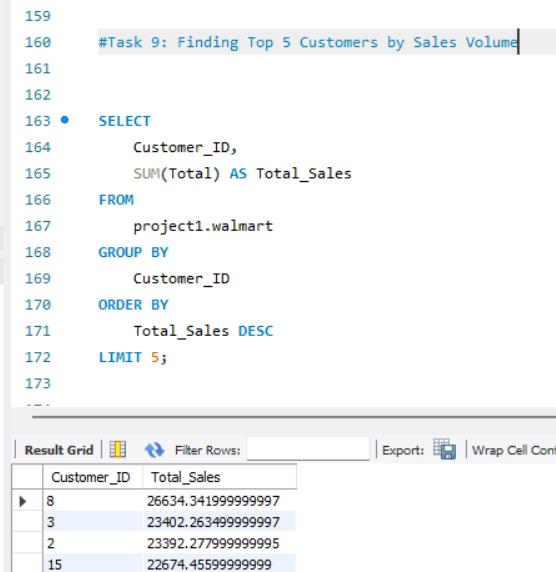 159
160 #Task 9: Finding Top 5 Customers by Sales Volume
161
162
163 SELECT
164 Customer_ID,
165 SUM(Total) AS Total_Sales
166 FROM
167 project1.walmart
168 GROUP BY
169 Customer_ID
170 ORDER BY
171 Total_Sales DESC
172 LIMIT 5;
173
Result Grid Filter Rows: Export: Wrap Cell Con
Customer_ID Total_Sales
8 26634.341999999997
3 23402.263499999997
2 23392.277999999995
15 22674.45599999999